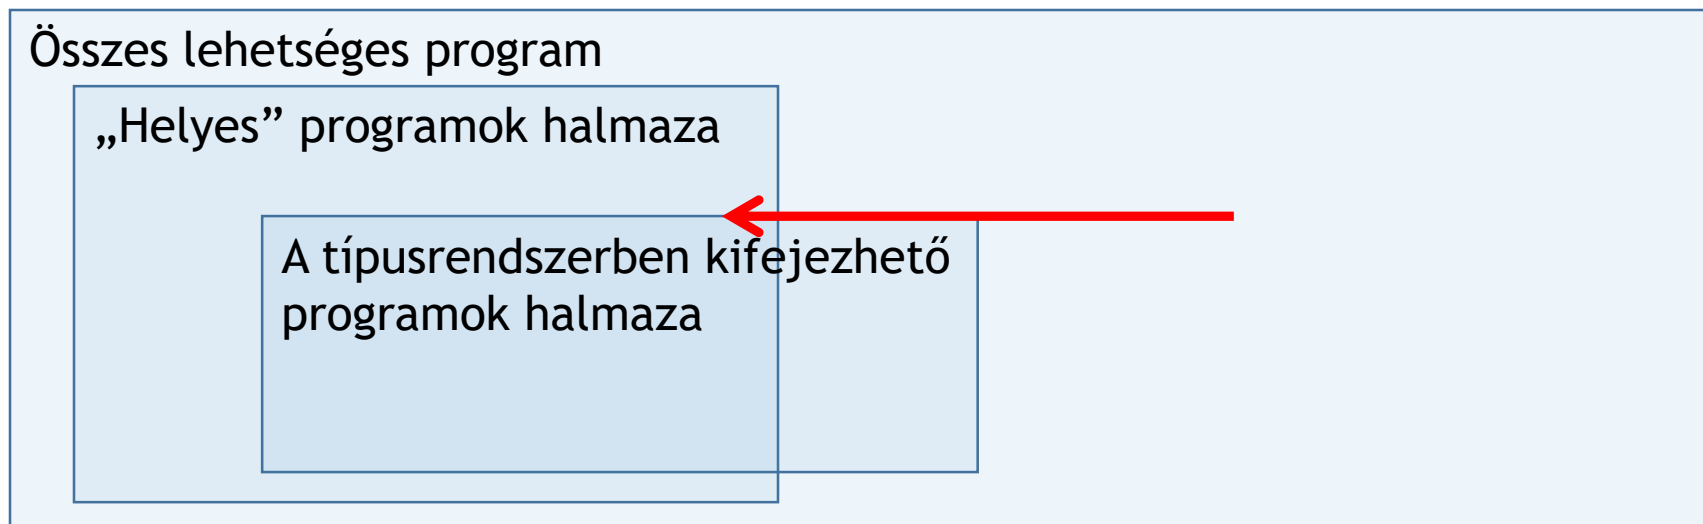 Összes lehetséges program
„Helyes” programok halmaza
A típusrendszerben kifejezhető
programok halmaza